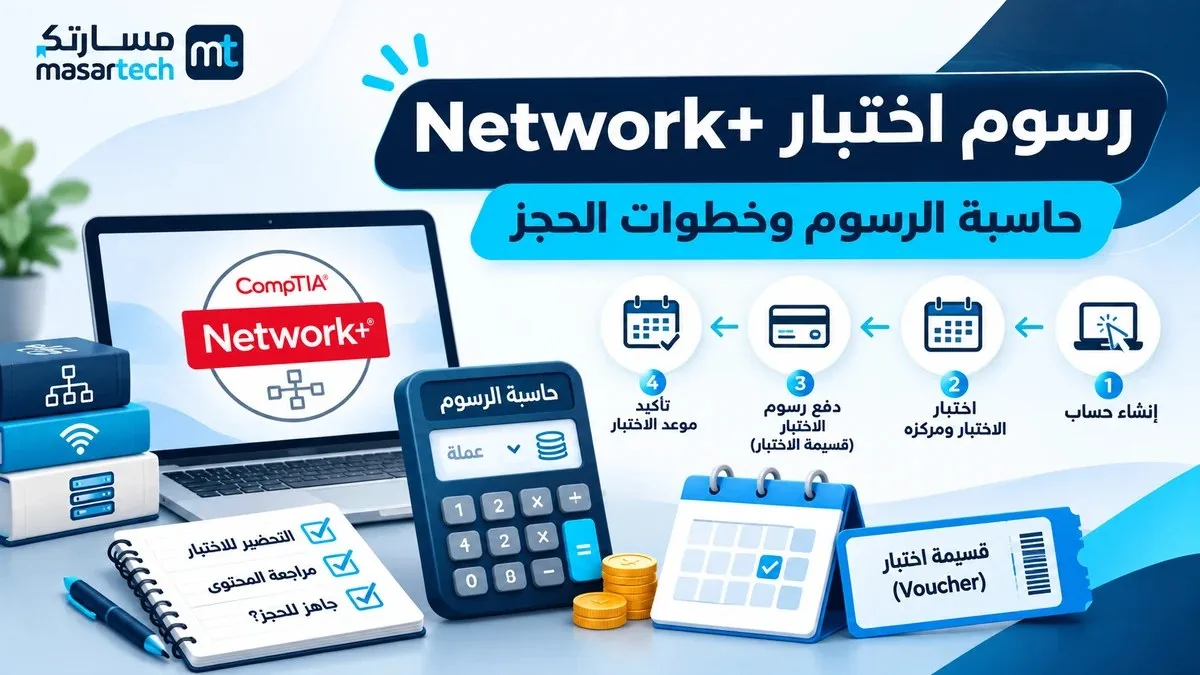 مسارتك
masartech
mt
رسوم اختبار Network+
حاسبة الرسوم وخطوات الحجز
1
إنشاء حساب
2
اختبار
الاختبار ومركزه
3
دفع رسوم
الاختبار
(قسيمة الاختبار)
4
تأكيد
موعد الاختبار
CompTIA®
Network+®
حاسبة الرسوم
عملة
1 2 X +
4 2 X =
0 8 −
التحضير للاختبار
مراجعة المحتوى
جاهز للحجز؟
قسيمة اختبار
(Voucher)